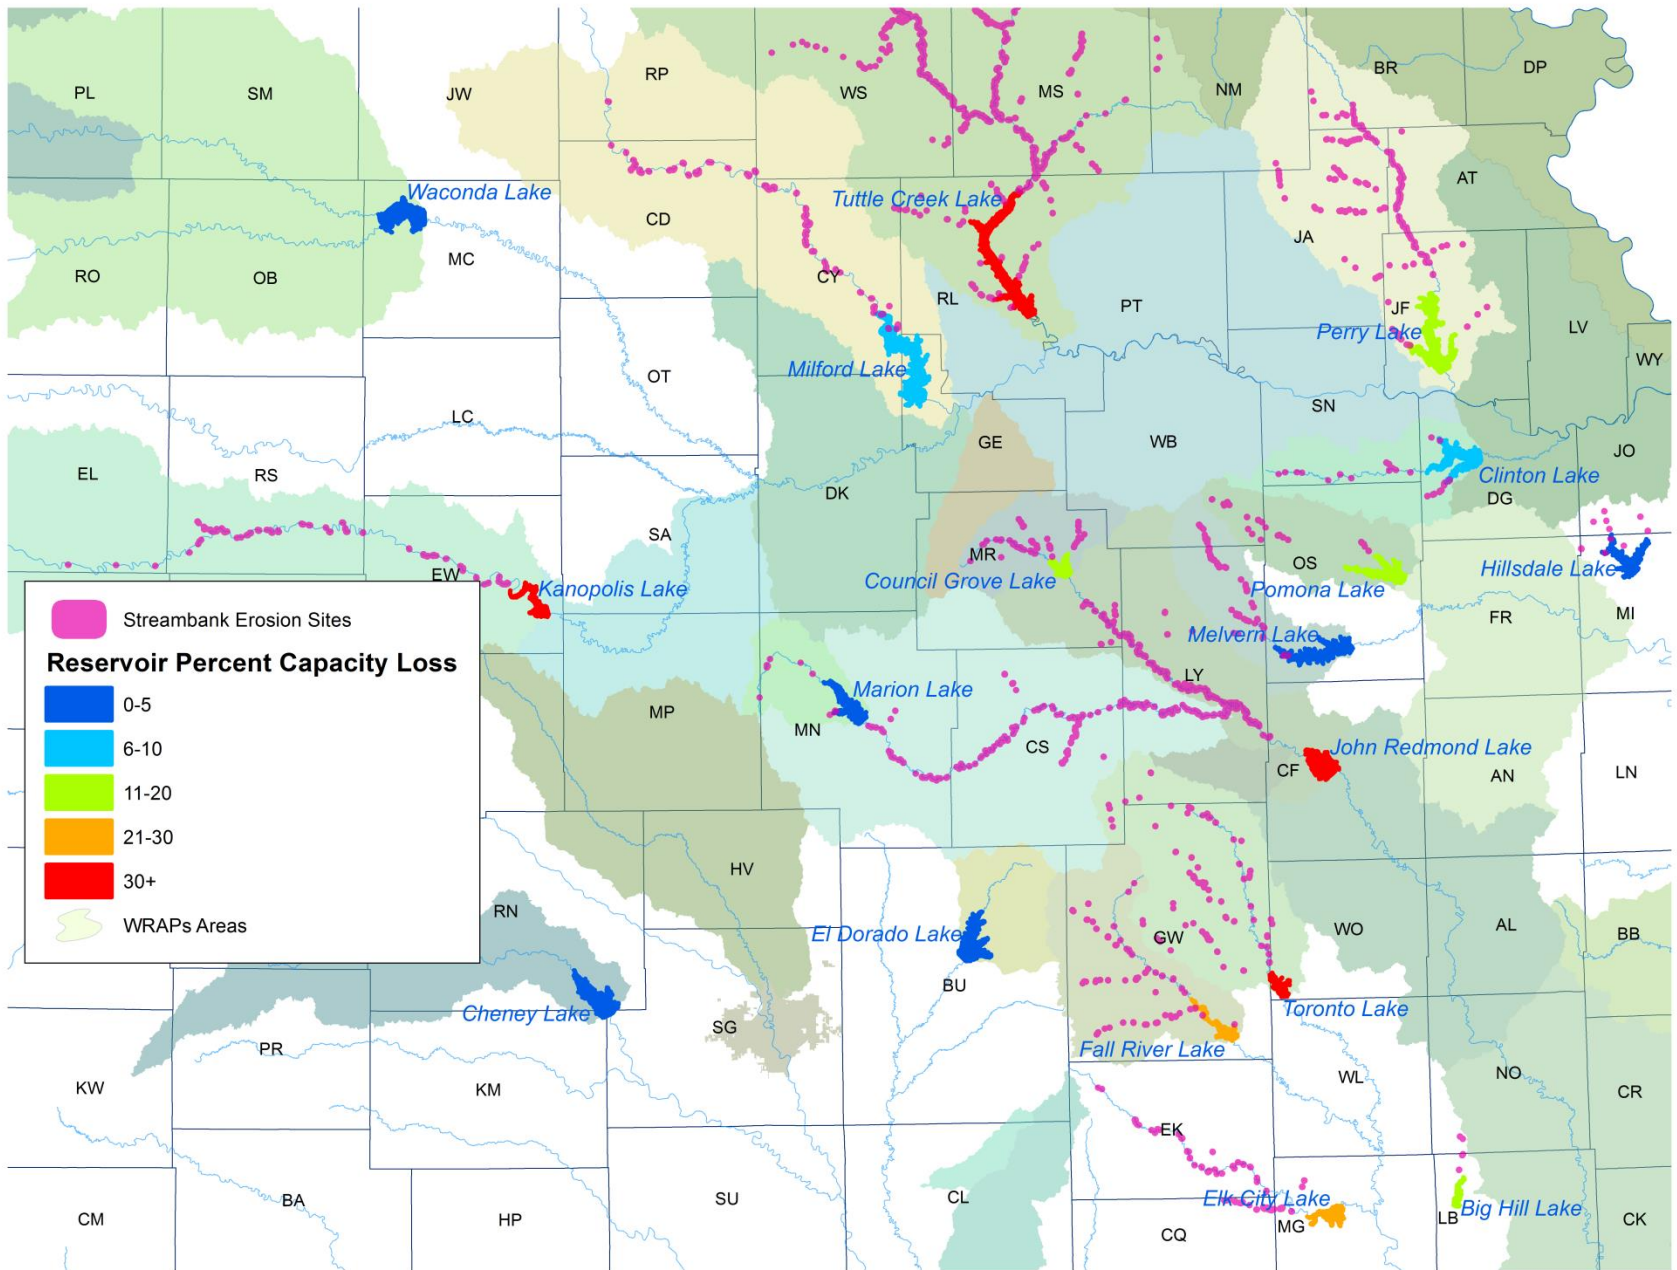 BR
DP
RP
PL
SM
JW
WS
MS
NM
AT
Waconda Lake
Tuttle Creek Lake
CD
JA
MC
RO
OB
CY
RL
PT
JF
LV
Perry Lake
WY
Milford Lake
OT
SN
LC
GE
WB
JO
EL
RS
Clinton Lake
DK
DG
SA
MR
OS
EW
Council Grove Lake
Hillsdale Lake
Kanopolis Lake
Pomona Lake
FR
MI
Streambank Erosion Sites
Melvern Lake
Reservoir Percent Capacity Loss
LY
Marion Lake
0-5
MP
MN
CS
6-10
John Redmond Lake
CF
AN
LN
11-20
21-30
HV
30+
RN
WRAPs Areas
El Dorado Lake
GW
WO
AL
BB
BU
Cheney Lake
Toronto Lake
SG
PR
Fall River Lake
KW
KM
WL
NO
CR
EK
BA
SU
CL
Elk City Lake
Big Hill Lake
CM
HP
MG
LB
CK
CQ